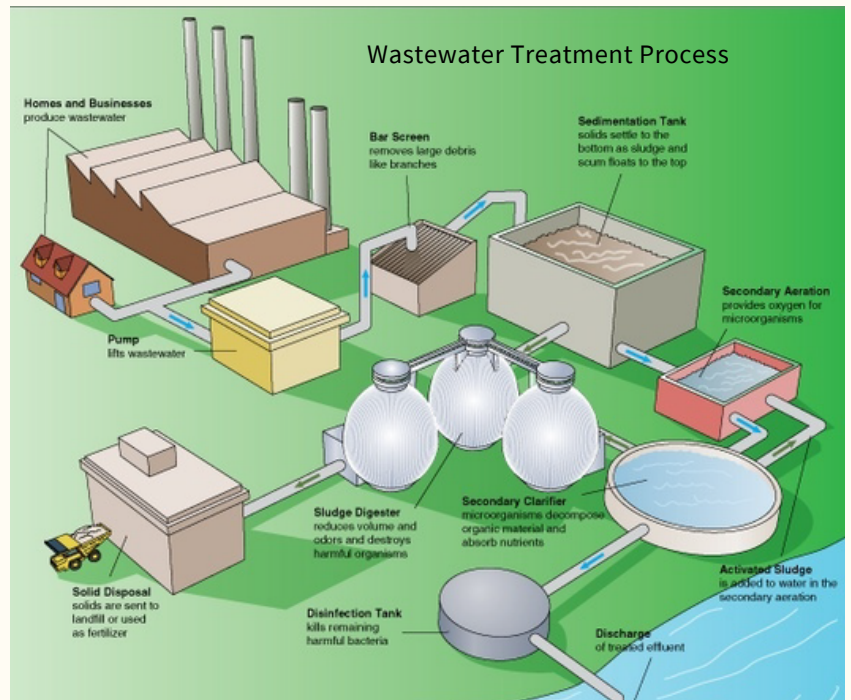 Wastewater Treatment Process
Homes and Businesses
produce wastewater
Bar Screen
removes large debris
like branches
Sedimentation Tank
solids settle to the
bottom as sludge and
scum floats to the top
Secondary Aeration
provides oxygen for
microorganisms
Pump
lifts wastewater
Sludge Digester
reduces volume and
odors and destroys
harmful organisms
Secondary Clarifier
microorganisms decompose
organic material and
absorb nutrients
Activated Sludge
is added to water in the
secondary aeration
Solid Disposal
solids are sent to
landfill or used
as fertilizer
Disinfection Tank
kills remaining
harmful bacteria
Discharge
of treated effluent